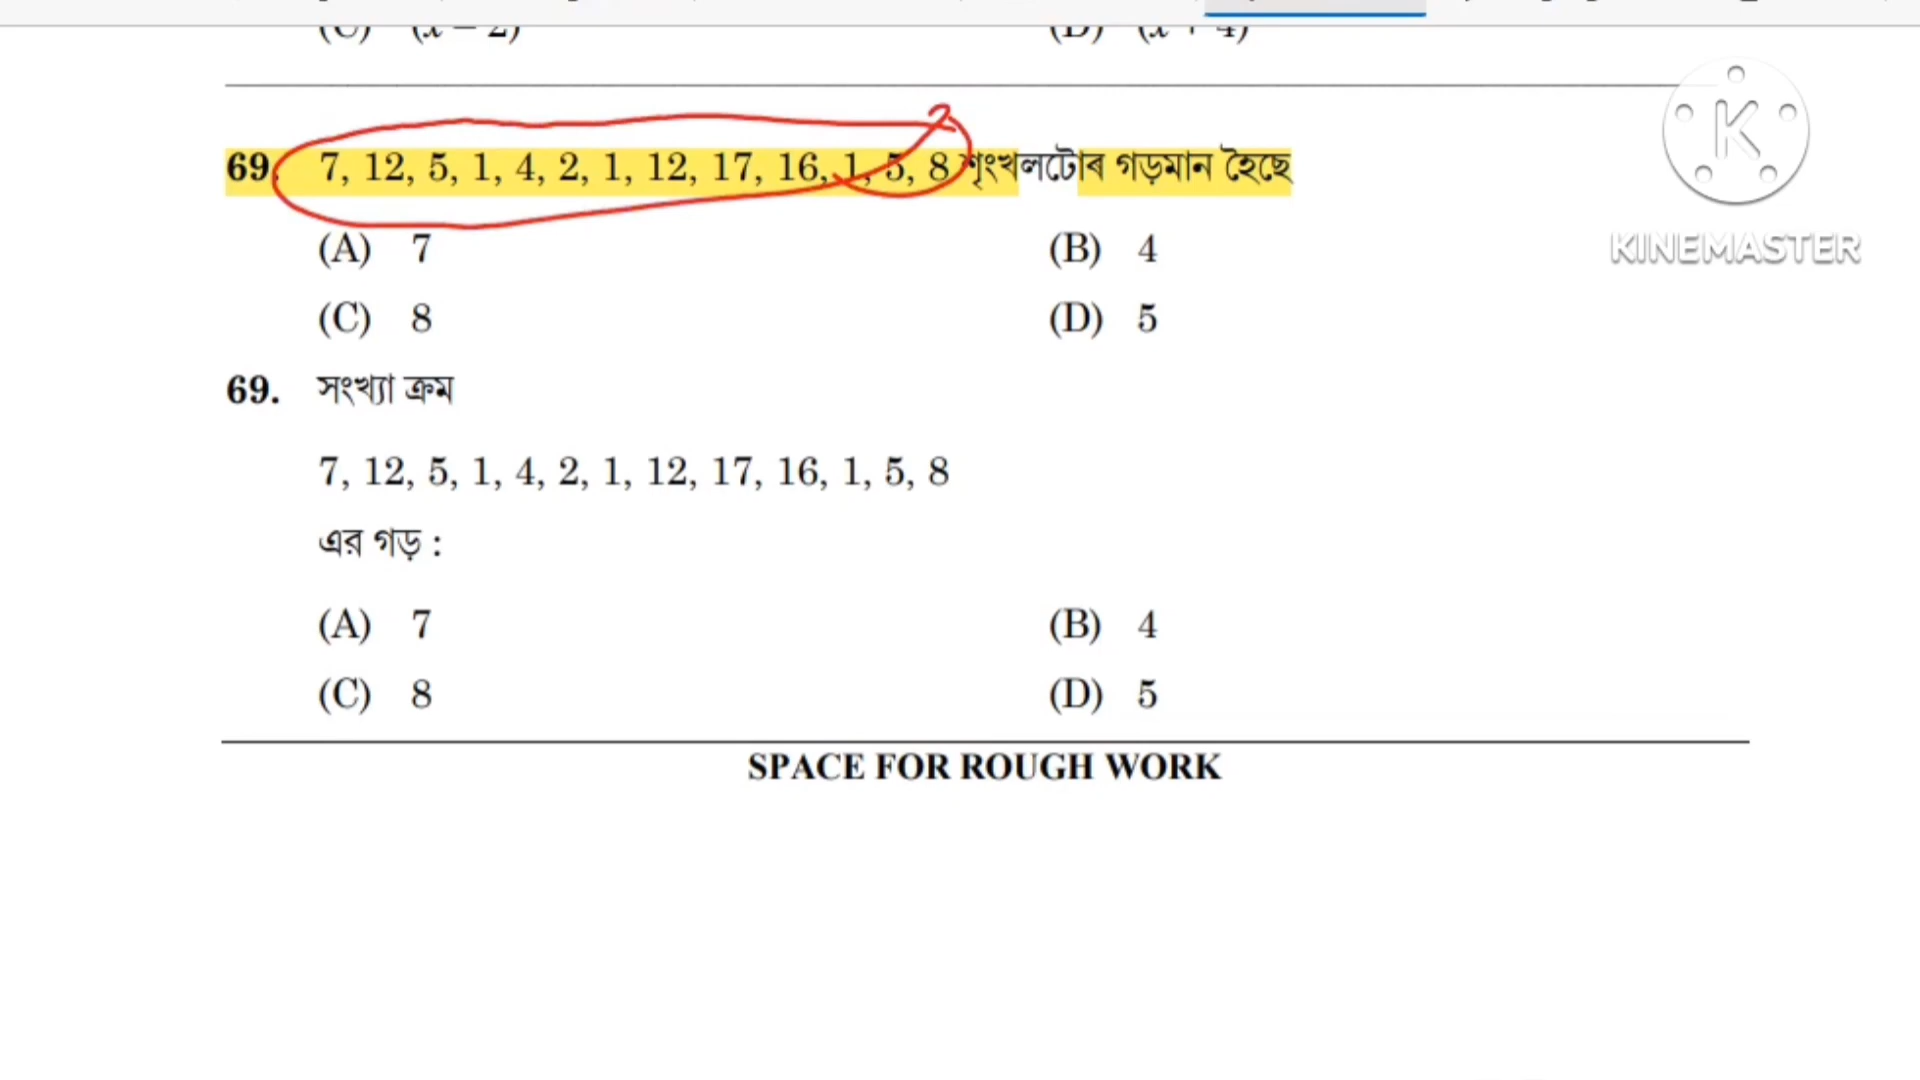 (C) (x – 2) (D) (x + 4)
69. 7, 12, 5, 1, 4, 2, 1, 12, 17, 16, 1, 5, 8 শৃংখলটোৰ গড়মান হৈছে
(A) 7 (B) 4
(C) 8 (D) 5
69. সংখ্যা ক্রম
7, 12, 5, 1, 4, 2, 1, 12, 17, 16, 1, 5, 8
এর গড় :
(A) 7 (B) 4
(C) 8 (D) 5
SPACE FOR ROUGH WORK
K
KINEMASTER